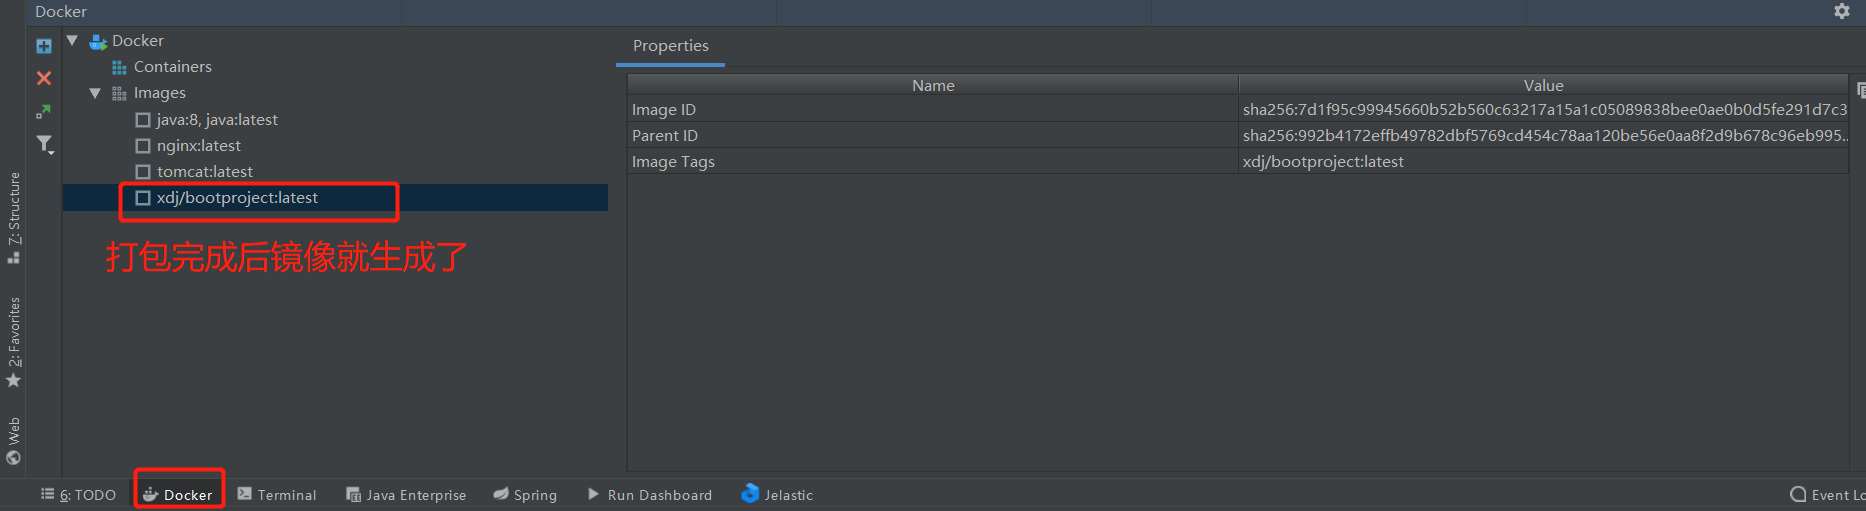 Docker
Docker
Containers
Images
java:8, java:latest
nginx:latest
tomcat:latest
xdj/bootproject:latest
打包完成后镜像就生成了
Properties
Name Value
Image ID sha256:7d1f95c99945660b52b560c63217a15a1c05089838bee0ae0b0d5fe291d7c3
Parent ID sha256:992b4172effb49782dbf5769cd454c78aa120be56e0aa8f2d9b678c96eb995...
Image Tags xdj/bootproject:latest
7: Structure
2: Favorites
Web
6: TODO Docker Terminal Java Enterprise Spring Run Dashboard Jelastic Event Lo